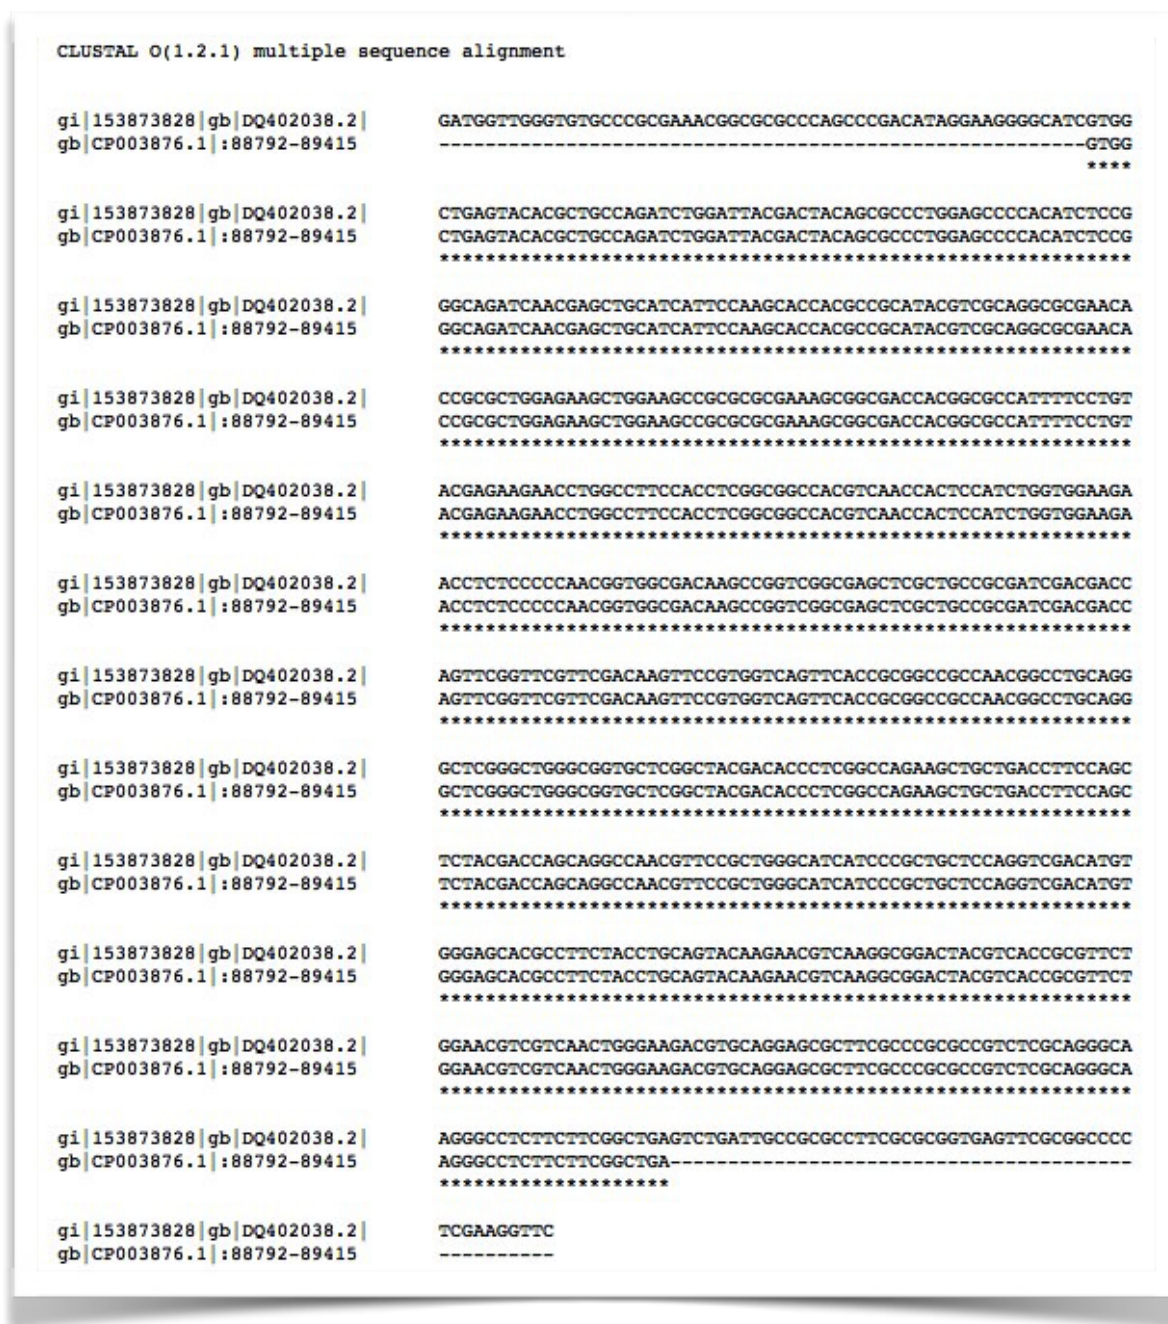 CLUSTAL O(1.2.1) multiple sequence alignment
gi|153873828|gb|DQ402038.2| GATGGTTGGGTGTGCCCGCGAAACGGCGCGCCCAGCCCGACATAGGAAGGGGCATCGTGG
gb|CP003876.1|:88792-89415 --------------------------------------------------------GTGG
****
gi|153873828|gb|DQ402038.2| CTGAGTACACGCTGCCAGATCTGGATTACGACTACAGCGCCCTGGAGCCCCACATCTCCG
gb|CP003876.1|:88792-89415 CTGAGTACACGCTGCCAGATCTGGATTACGACTACAGCGCCCTGGAGCCCCACATCTCCG
************************************************************
gi|153873828|gb|DQ402038.2| GGCAGATCAACGAGCTGCATCATTCCAAGCACCACGCCGCATACGTCGCAGGCGCGAACA
gb|CP003876.1|:88792-89415 GGCAGATCAACGAGCTGCATCATTCCAAGCACCACGCCGCATACGTCGCAGGCGCGAACA
************************************************************
gi|153873828|gb|DQ402038.2| CCGCGCTGGAGAAGCTGGAAGCCGCGCGCGAAAGCGGCGACCACGGCGCCATTTTCCTGT
gb|CP003876.1|:88792-89415 CCGCGCTGGAGAAGCTGGAAGCCGCGCGCGAAAGCGGCGACCACGGCGCCATTTTCCTGT
************************************************************
gi|153873828|gb|DQ402038.2| ACGAGAAGAACCTGGCCTTCCACCTCGGCGGCCACGTCAACCACTCCATCTGGTGGAAGA
gb|CP003876.1|:88792-89415 ACGAGAAGAACCTGGCCTTCCACCTCGGCGGCCACGTCAACCACTCCATCTGGTGGAAGA
************************************************************
gi|153873828|gb|DQ402038.2| ACCTCTCCCCCAACGGTGGCGACAAGCCGGTCGGCGAGCTCGCTGCCGCGATCGACGACC
gb|CP003876.1|:88792-89415 ACCTCTCCCCCAACGGTGGCGACAAGCCGGTCGGCGAGCTCGCTGCCGCGATCGACGACC
************************************************************
gi|153873828|gb|DQ402038.2| AGTTCGGTTCGTTCGACAAGTTCCGTGGTCAGTTCACCGCGGCCGCCAACGGCCTGCAGG
gb|CP003876.1|:88792-89415 AGTTCGGTTCGTTCGACAAGTTCCGTGGTCAGTTCACCGCGGCCGCCAACGGCCTGCAGG
************************************************************
gi|153873828|gb|DQ402038.2| GCTCGGGCTGGGCGGTGCTCGGCTACGACACCCTCGGCCAGAAGCTGCTGACCTTCCAGC
gb|CP003876.1|:88792-89415 GCTCGGGCTGGGCGGTGCTCGGCTACGACACCCTCGGCCAGAAGCTGCTGACCTTCCAGC
************************************************************
gi|153873828|gb|DQ402038.2| TCTACGACCAGCAGGCCAACGTTCCGCTGGGCATCATCCCGCTGCTCCAGGTCGACATGT
gb|CP003876.1|:88792-89415 TCTACGACCAGCAGGCCAACGTTCCGCTGGGCATCATCCCGCTGCTCCAGGTCGACATGT
************************************************************
gi|153873828|gb|DQ402038.2| GGGAGCACGCCTTCTACCTGCAGTACAAGAACGTCAAGGCGGACTACGTCACCGCGTTCT
gb|CP003876.1|:88792-89415 GGGAGCACGCCTTCTACCTGCAGTACAAGAACGTCAAGGCGGACTACGTCACCGCGTTCT
************************************************************
gi|153873828|gb|DQ402038.2| GGAACGTCGTCAACTGGGAAGACGTGCAGGAGCGCTTCGCCCGCGCCGTCTCGCAGGGCA
gb|CP003876.1|:88792-89415 GGAACGTCGTCAACTGGGAAGACGTGCAGGAGCGCTTCGCCCGCGCCGTCTCGCAGGGCA
************************************************************
gi|153873828|gb|DQ402038.2| AGGGCCTCTTCTTCGGCTGAGTCTGATTGCCGCGCCTTCGCGCGGTGAGTTCGCGGCCCC
gb|CP003876.1|:88792-89415 AGGGCCTCTTCTTCGGCTGA----------------------------------------
********************
gi|153873828|gb|DQ402038.2| TCGAAGGTTC
gb|CP003876.1|:88792-89415 ----------